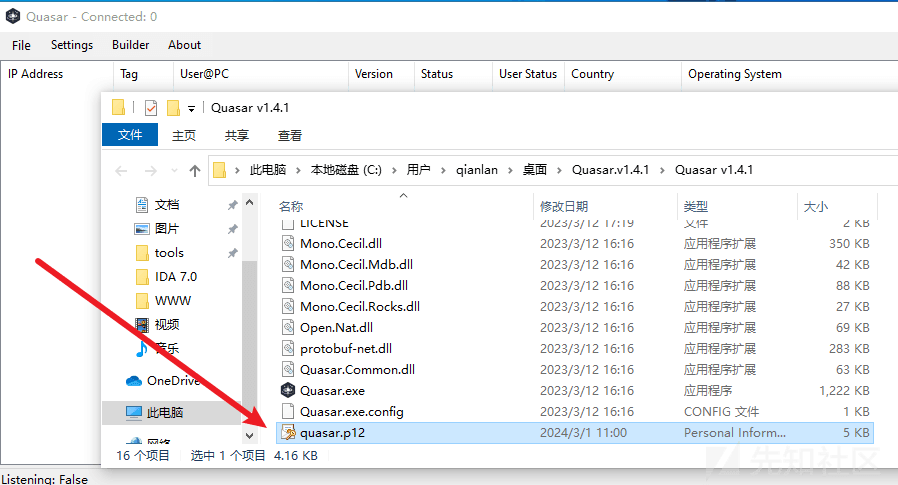 Quasar - Connected: 0
File Settings Builder About
IP Address Tag User@PC Version Status User Status Country Operating System
Quasar v1.4.1
文件 主页 共享 查看
此电脑 本地磁盘 (C:) 用户 qianlan 桌面 Quasar.v1.4.1 Quasar v1.4.1
名称 修改日期 类型 大小
文档
图片
tools
IDA 7.0
WWW
视频
音乐
OneDrive
此电脑
网络
LICENSE 2023/3/12 17:19 文件 2 KB
Mono.Cecil.dll 2023/3/12 16:16 应用程序扩展 350 KB
Mono.Cecil.Mdb.dll 2023/3/12 16:16 应用程序扩展 42 KB
Mono.Cecil.Pdb.dll 2023/3/12 16:16 应用程序扩展 88 KB
Mono.Cecil.Rocks.dll 2023/3/12 16:16 应用程序扩展 27 KB
Open.Nat.dll 2023/3/12 16:16 应用程序扩展 69 KB
protobuf-net.dll 2023/3/12 16:16 应用程序扩展 283 KB
Quasar.Common.dll 2023/3/12 16:16 应用程序扩展 63 KB
Quasar.exe 2023/3/12 16:16 应用程序 1,222 KB
Quasar.exe.config 2023/3/12 16:16 CONFIG 文件 1 KB
quasar.p12 2024/3/1 11:00 Personal Inform... 5 KB
16 个项目 选中 1 个项目 4.16 KB
先知社区
Listening: False